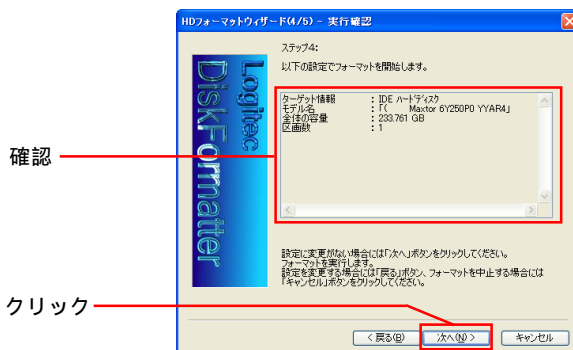 HDフォーマットウィザード(4/5) - 実行確認
Logitec
DiskFormatter
ステップ4:
以下の設定でフォーマットを開始します。
ターゲット情報 : IDE ハードディスク
モデル名 : 「( Maxtor 6Y250P0 YYAR4」
全体の容量 : 233.761 GB
区画数 : 1
確認
設定に変更がない場合には「次へ」ボタンをクリックしてください。
フォーマットを実行します。
設定を変更する場合には「戻る」ボタン、フォーマットを中止する場合には
「キャンセル」ボタンをクリックしてください。
クリック
< 戻る(B)
次へ(N) >
キャンセル